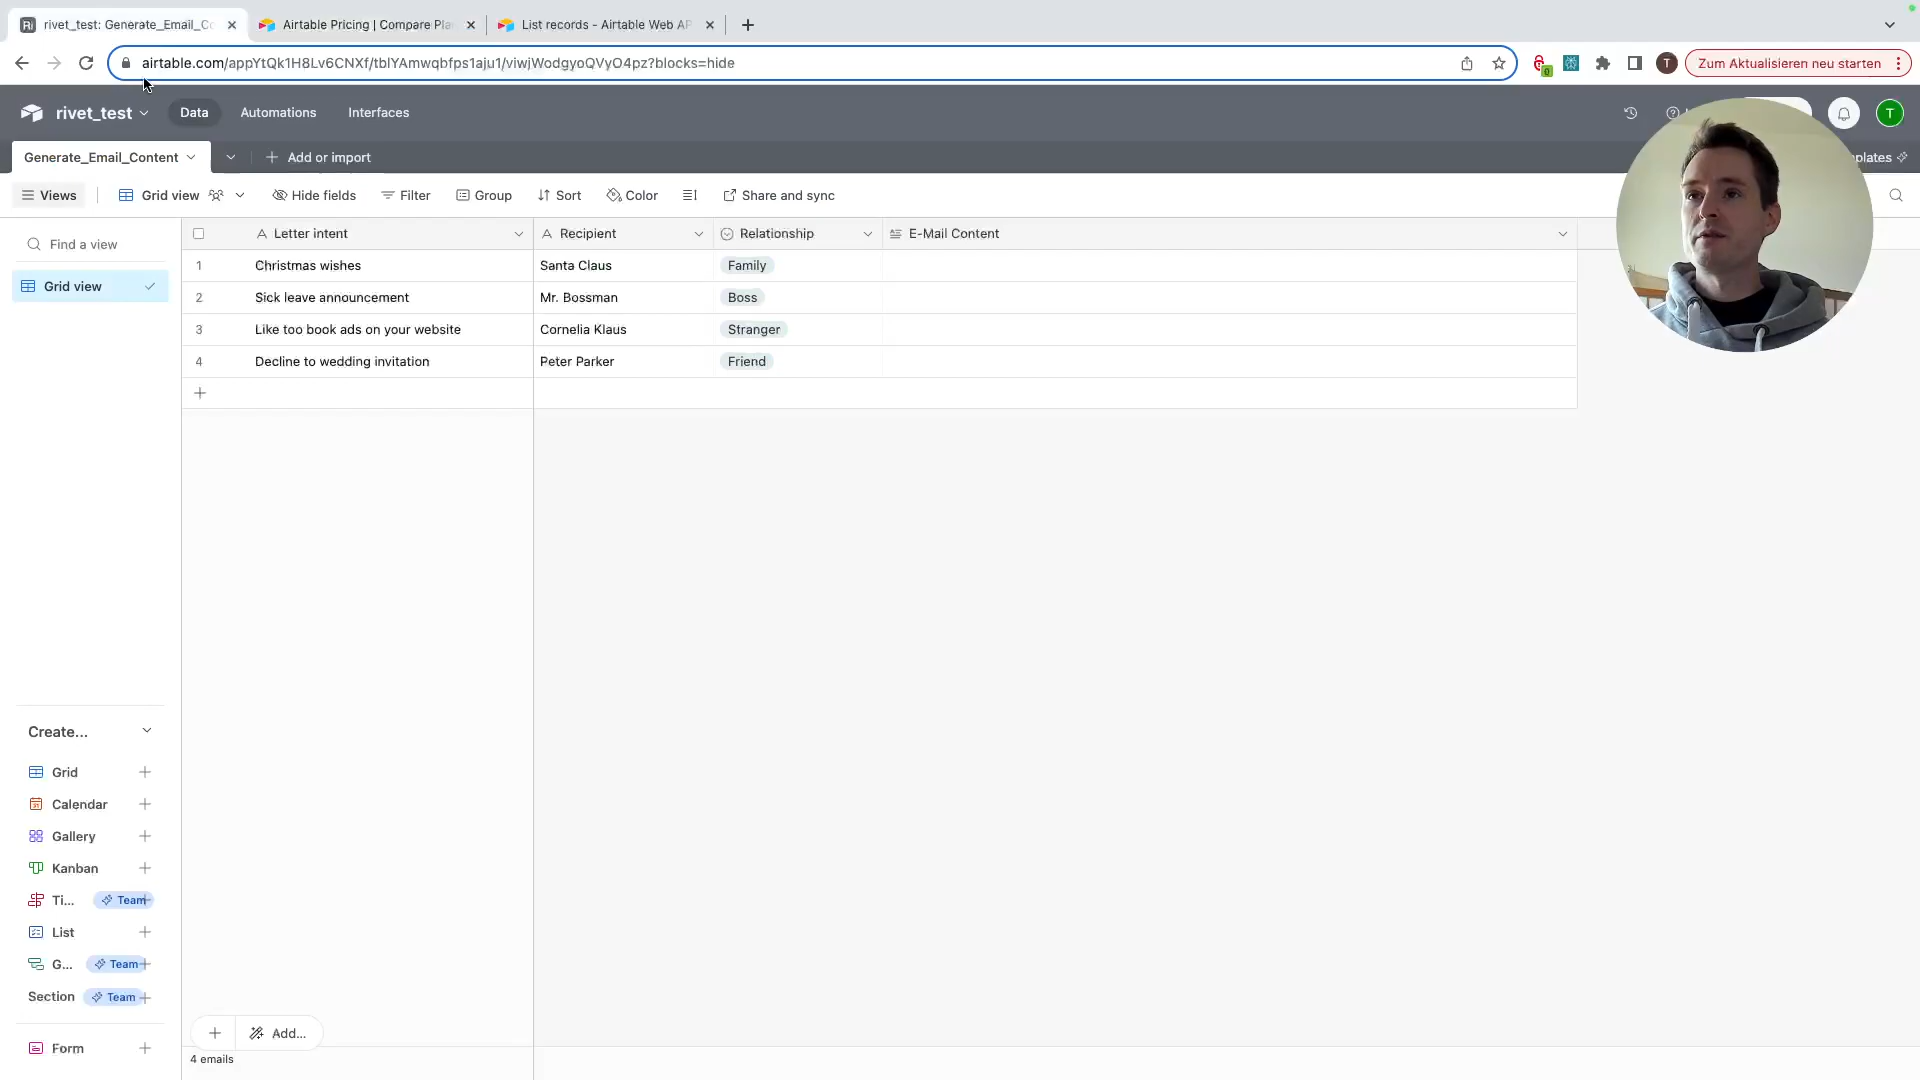 rivet_test: Generate_Email_Co
Airtable Pricing | Compare Pla
List records - Airtable Web AP
airtable.com/appYtQk1H8Lv6CNXf/tblYAmwqbfps1aju1/viwjWodgyoQVyO4pz?blocks=hide
Zum Aktualisieren neu starten
rivet_test
Data
Automations
Interfaces
T
Generate_Email_Content
Add or import
plates
Views
Grid view
Hide fields
Filter
Group
Sort
Color
Share and sync
Find a view
Grid view
Letter intent
Recipient
Relationship
E-Mail Content
1 Christmas wishes Santa Claus Family
2 Sick leave announcement Mr. Bossman Boss
3 Like too book ads on your website Cornelia Klaus Stranger
4 Decline to wedding invitation Peter Parker Friend
Create...
Grid
Calendar
Gallery
Kanban
Ti... Team
List
G... Team
Section Team
Form
Add...
4 emails